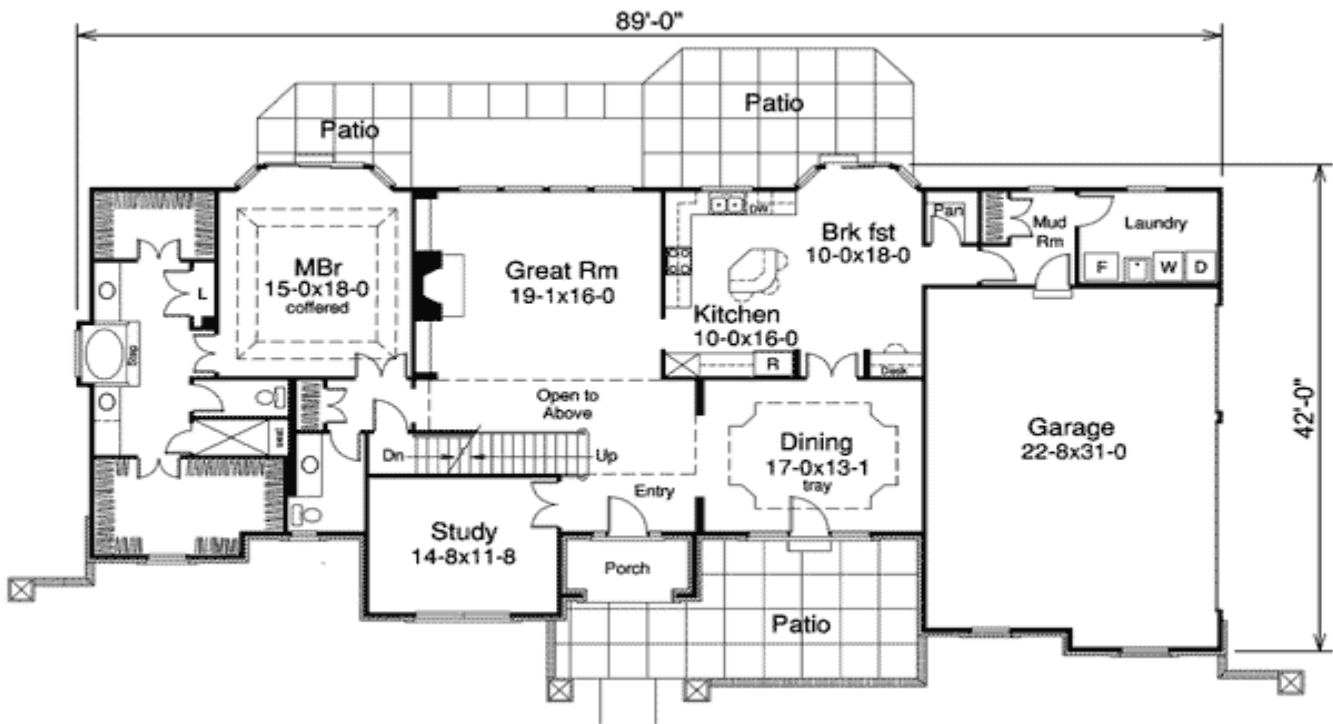 89'-0"
Patio
Patio
Pan
Mud
Rm
Laundry
DW
Brk fst
10-0x18-0
MBr
15-0x18-0
coffered
L
Great Rm
19-1x16-0
F
W
D
Kitchen
10-0x16-0
Step
R
Desk
Open to
Above
42'-0"
Garage
22-8x31-0
Dining
17-0x13-1
tray
seat
Dn
Up
Entry
Study
14-8x11-8
Porch
Patio